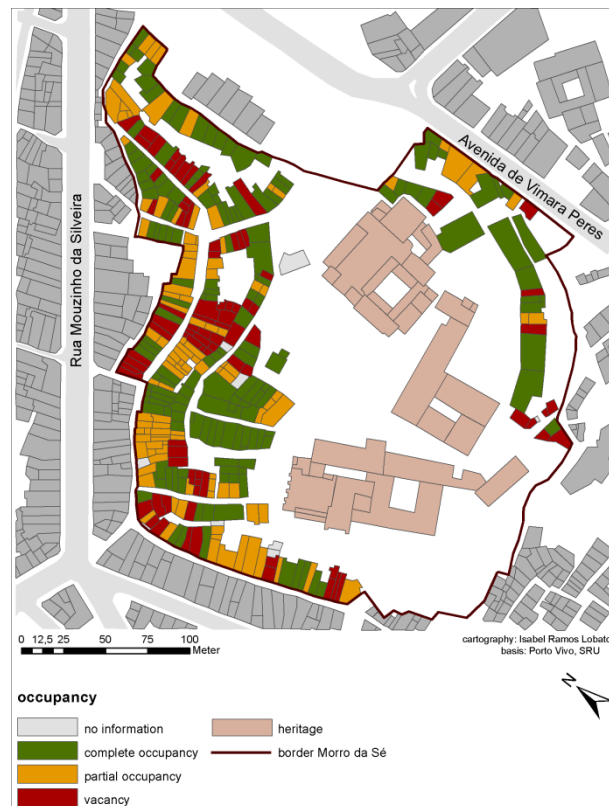 Avenida de Vimara Peres
Rua Mouzinho da Silveira
0 12,5 25 50 75 100
Meter
cartography: Isabel Ramos Lobato
basis: Porto Vivo, SRU
N
occupancy
no information
complete occupancy
partial occupancy
vacancy
heritage
border Morro da Sé